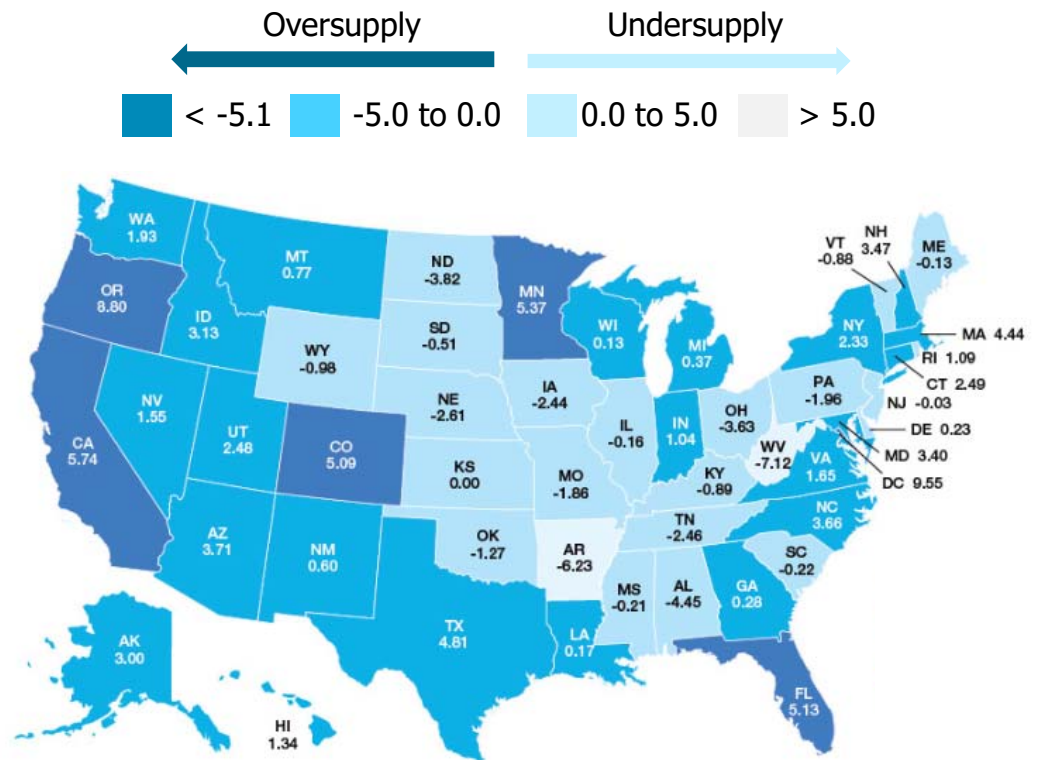 Oversupply Undersupply
< -5.1 -5.0 to 0.0 0.0 to 5.0 > 5.0
WA
1.93
OR
8.80
CA
5.74
NV
1.55
ID
3.13
MT
0.77
WY
-0.98
UT
2.48
CO
5.09
AZ
3.71
NM
0.60
ND
-3.82
SD
-0.51
NE
-2.61
KS
0.00
OK
-1.27
TX
4.81
MN
5.37
IA
-2.44
MO
-1.86
AR
-6.23
LA
0.17
WI
0.13
IL
-0.16
MI
0.37
IN
1.04
OH
-3.63
KY
-0.89
TN
-2.46
MS
-0.21
AL
-4.45
GA
0.28
FL
5.13
SC
-0.22
NC
3.66
VA
1.65
WV
-7.12
PA
-1.96
NY
2.33
VT
-0.88
NH
3.47
ME
-0.13
MA 4.44
RI 1.09
CT 2.49
NJ -0.03
DE 0.23
MD 3.40
DC 9.55
AK
3.00
HI
1.34